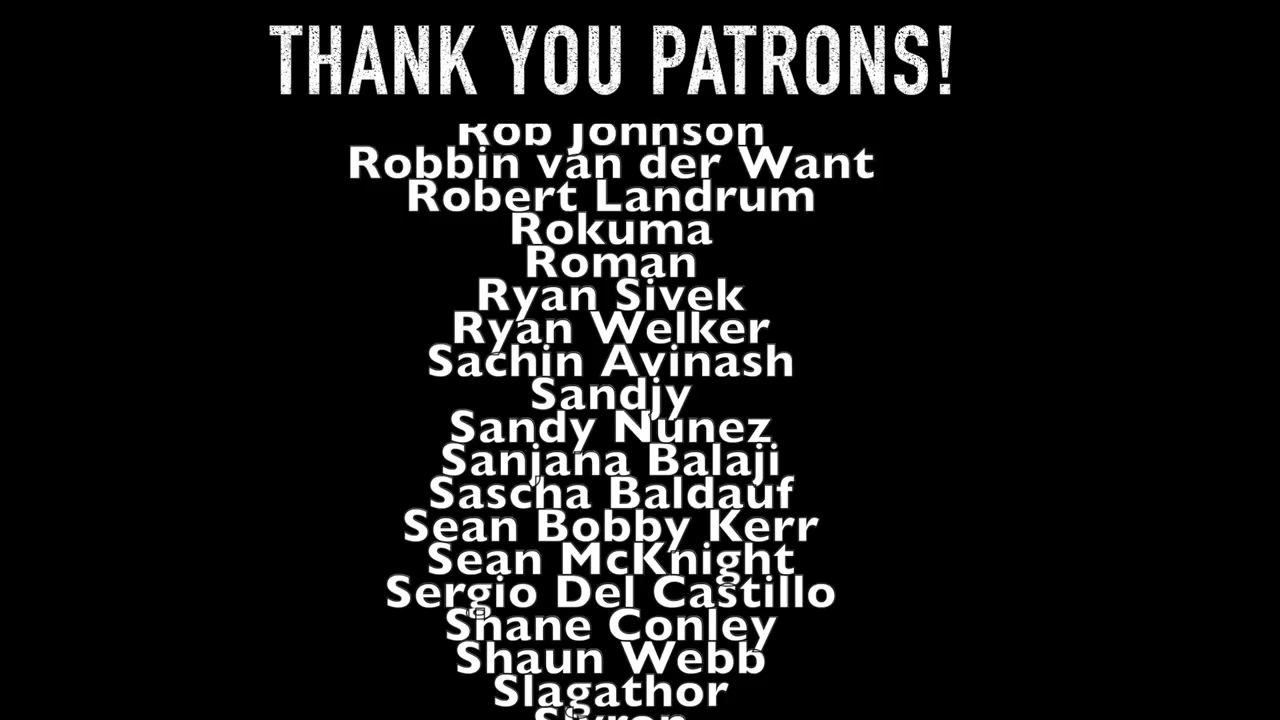 THANK YOU PATRONS!
Rob Johnson
Robbin van der Want
Robert Landrum
Rokuma
Roman
Ryan Sivek
Ryan Welker
Sachin Avinash
Sandjy
Sandy Nunez
Sanjana Balaji
Sascha Baldauf
Sean Bobby Kerr
Sean McKnight
Sergio Del Castillo
Shane Conley
Shaun Webb
Slagathor